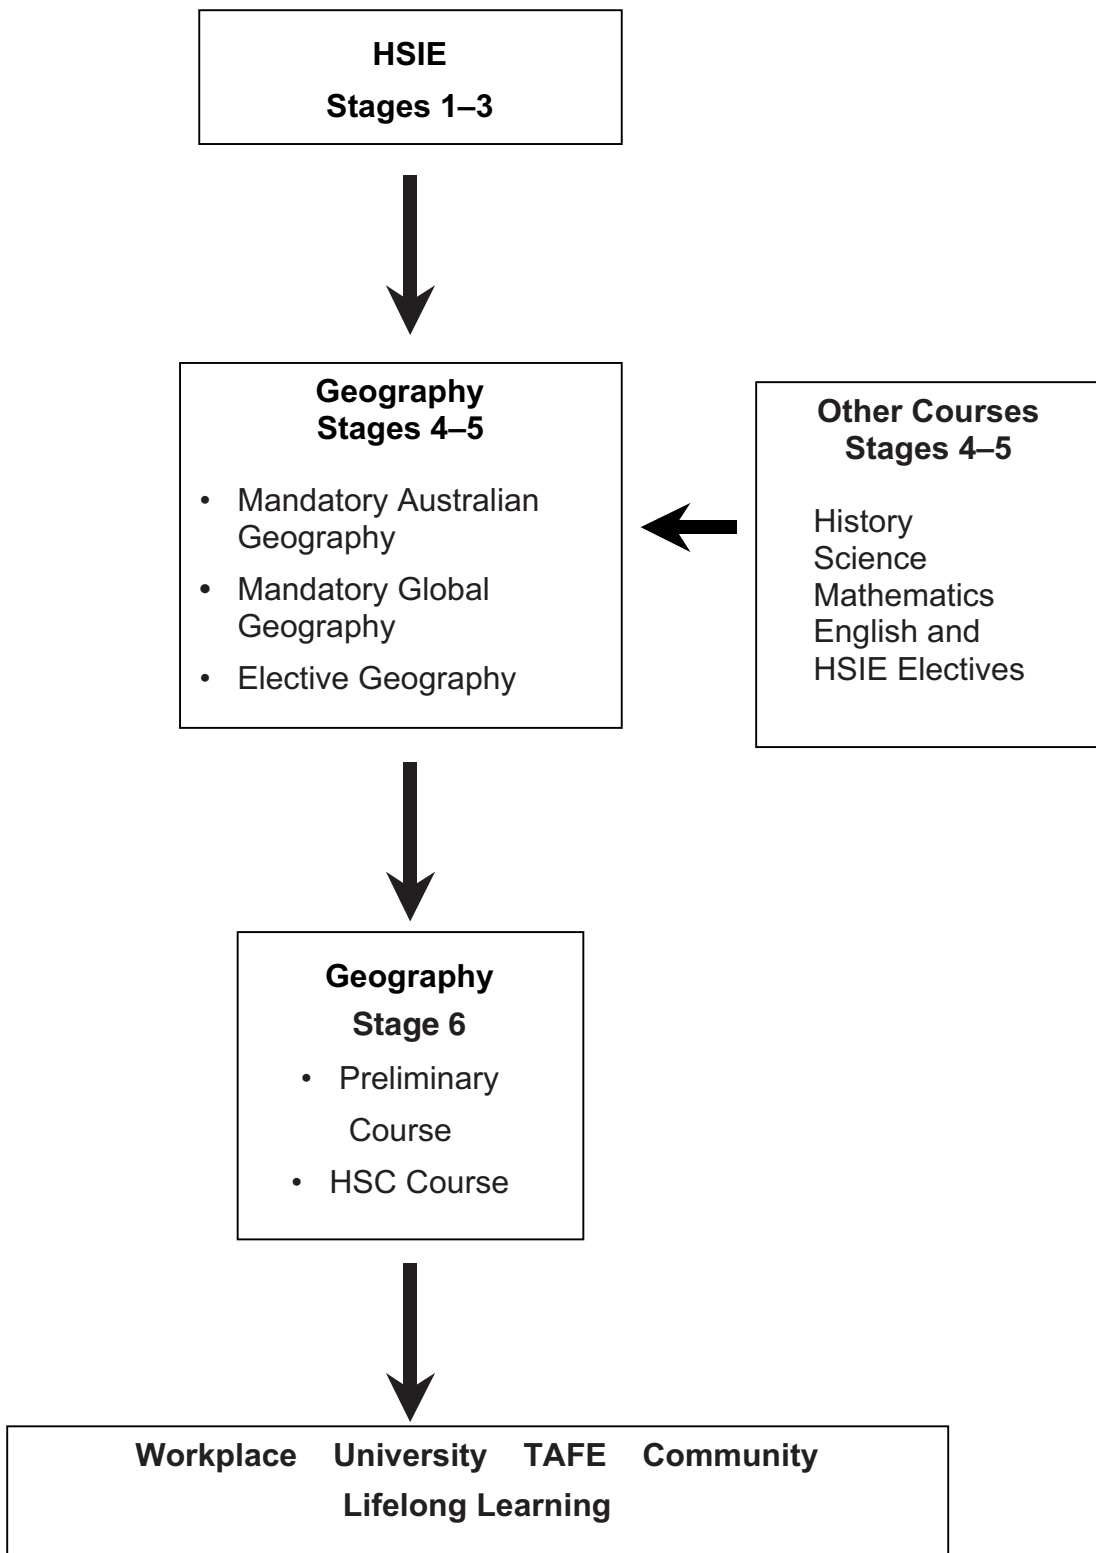 HSIE
Stages 1–3
Geography
Stages 4–5
• Mandatory Australian
Geography
• Mandatory Global
Geography
• Elective Geography
Other Courses
Stages 4–5
History
Science
Mathematics
English and
HSIE Electives
Geography
Stage 6
• Preliminary
Course
• HSC Course
Workplace University TAFE Community
Lifelong Learning